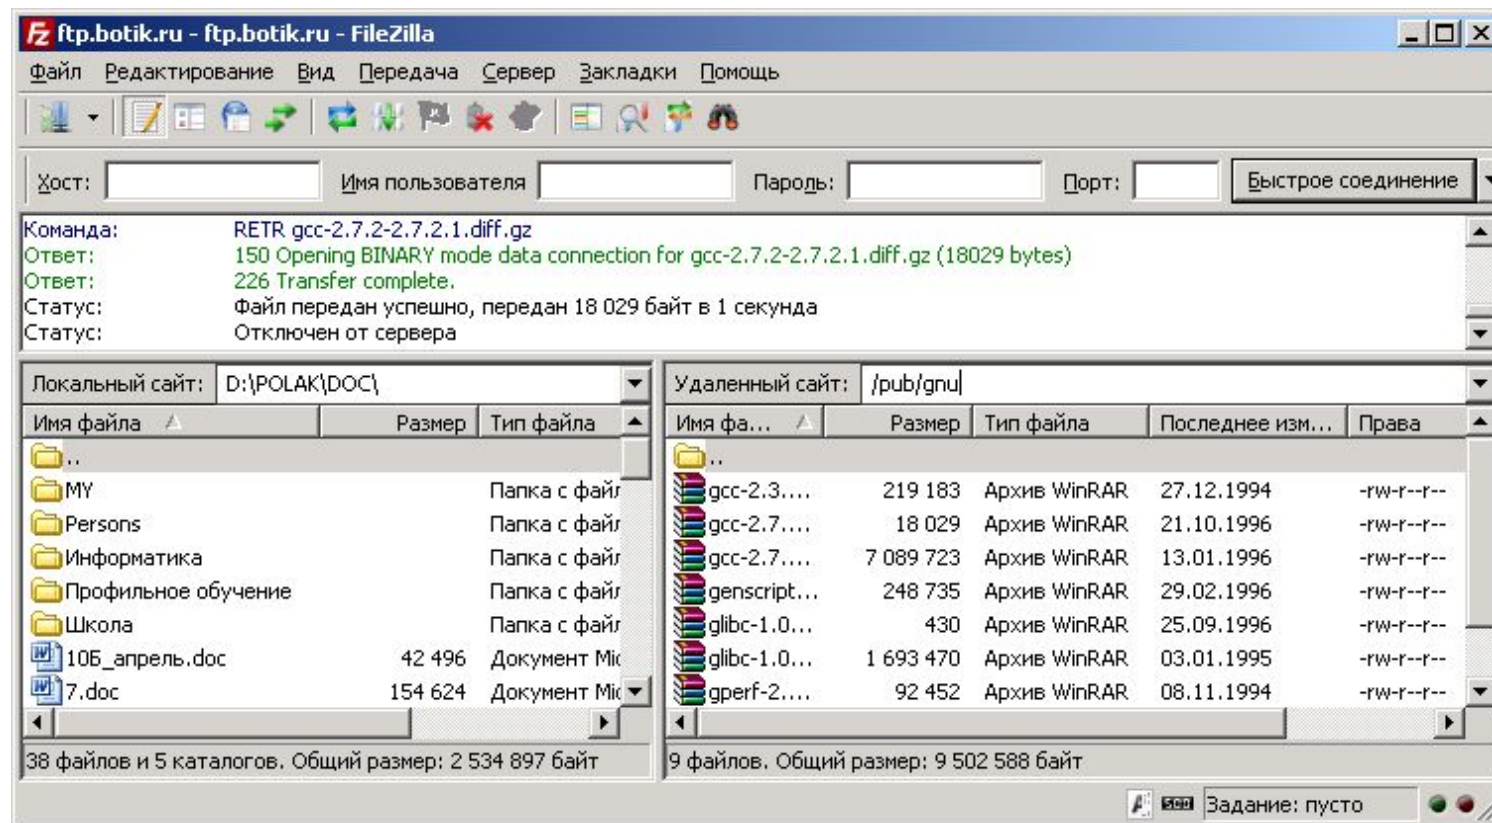 ftp.botik.ru - ftp.botik.ru - FileZilla
Файл Редактирование Вид Передача Сервер Закладки Помощь
Хост: Имя пользователя Пароль: Порт: Быстрое соединение
Команда: RETR gcc-2.7.2-2.7.2.1.diff.gz
Ответ: 150 Opening BINARY mode data connection for gcc-2.7.2-2.7.2.1.diff.gz (18029 bytes)
Ответ: 226 Transfer complete.
Статус: Файл передан успешно, передан 18 029 байт в 1 секунда
Статус: Отключен от сервера
Локальный сайт: D:\POLAK\DOC\
Имя файла Размер Тип файла
..
MY Папка с файл
Persons Папка с файл
Информатика Папка с файл
Профильное обучение Папка с файл
Школа Папка с файл
10Б_апрель.doc 42 496 Документ Mic
7.doc 154 624 Документ Mic
38 файлов и 5 каталогов. Общий размер: 2 534 897 байт
Удаленный сайт: /pub/gnu
Имя фа... Размер Тип файла Последнее изм... Права
..
gcc-2.3.... 219 183 Архив WinRAR 27.12.1994 -rw-r--r--
gcc-2.7.... 18 029 Архив WinRAR 21.10.1996 -rw-r--r--
gcc-2.7.... 7 089 723 Архив WinRAR 13.01.1996 -rw-r--r--
genscript... 248 735 Архив WinRAR 29.02.1996 -rw-r--r--
glibc-1.0... 430 Архив WinRAR 25.09.1996 -rw-r--r--
glibc-1.0... 1 693 470 Архив WinRAR 03.01.1995 -rw-r--r--
gperf-2.... 92 452 Архив WinRAR 08.11.1994 -rw-r--r--
9 файлов. Общий размер: 9 502 588 байт
Задание: пусто